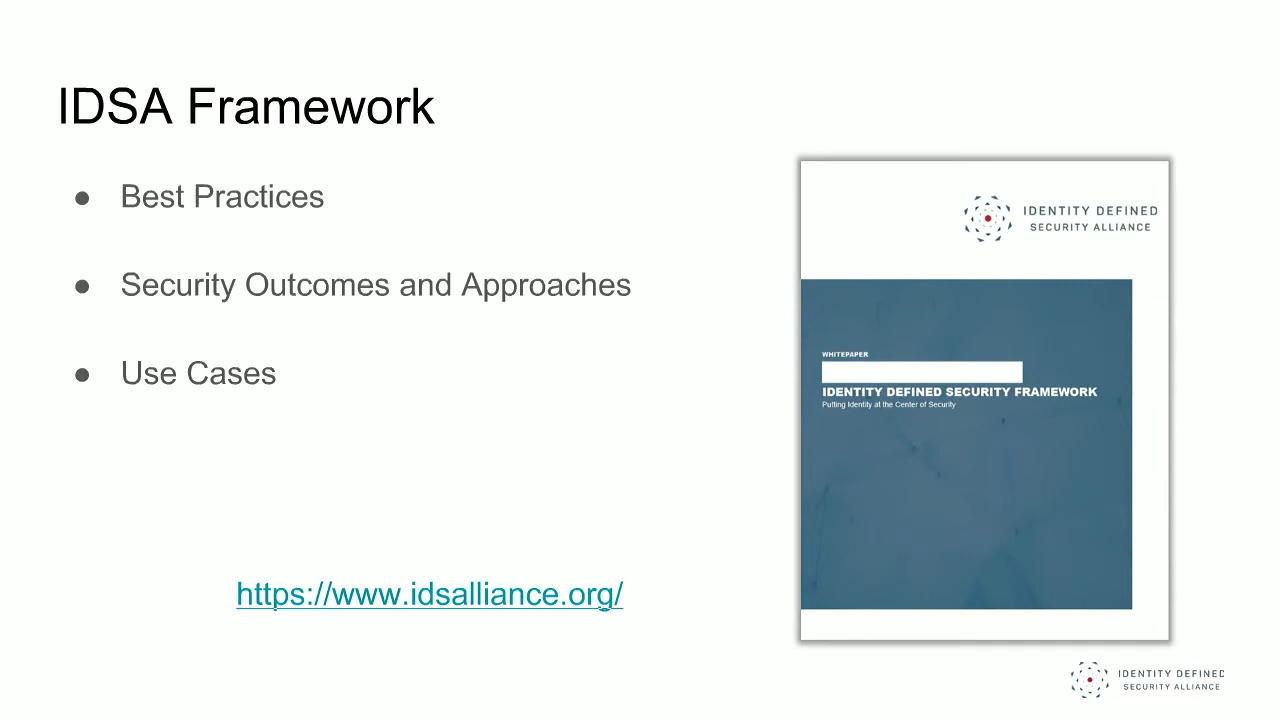 IDSA Framework
● Best Practices
● Security Outcomes and Approaches
● Use Cases
https://www.idsalliance.org/
IDENTITY DEFINED
SECURITY ALLIANCE
WHITEPAPER
IDENTITY DEFINED SECURITY FRAMEWORK
Putting Identity at the Center of Security
IDENTITY DEFINED
SECURITY ALLIANCE